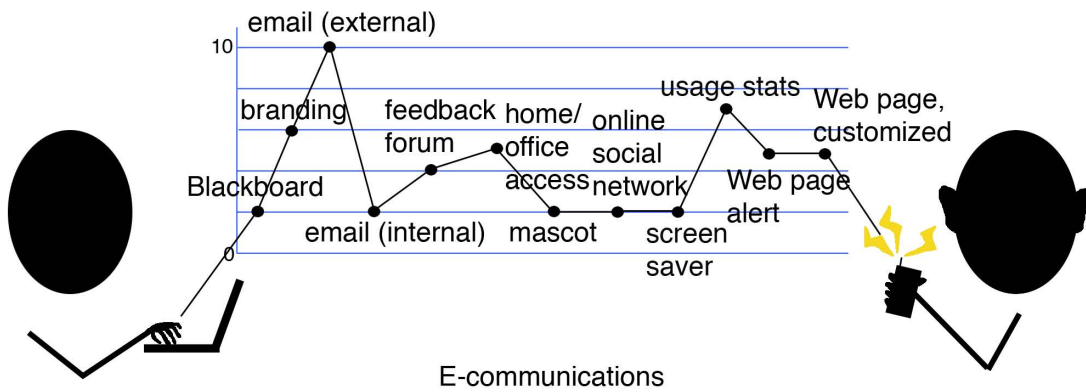 email (external)
10
branding
feedback
forum
home/
office
access
online
social
network
usage stats
Web page,
customized
Blackboard
email (internal)
mascot
screen
saver
Web page
alert
0
E-communications